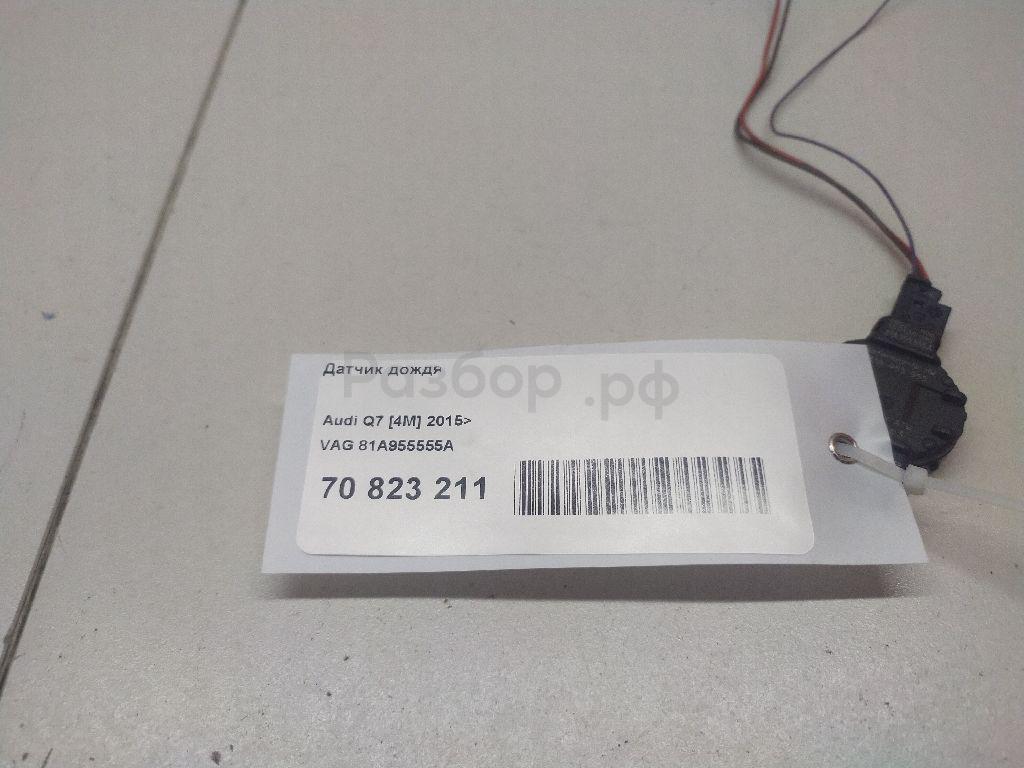 Датчик дождя
Разбор.рф
Audi Q7 [4M] 2015>
VAG 81A955555A
70 823 211